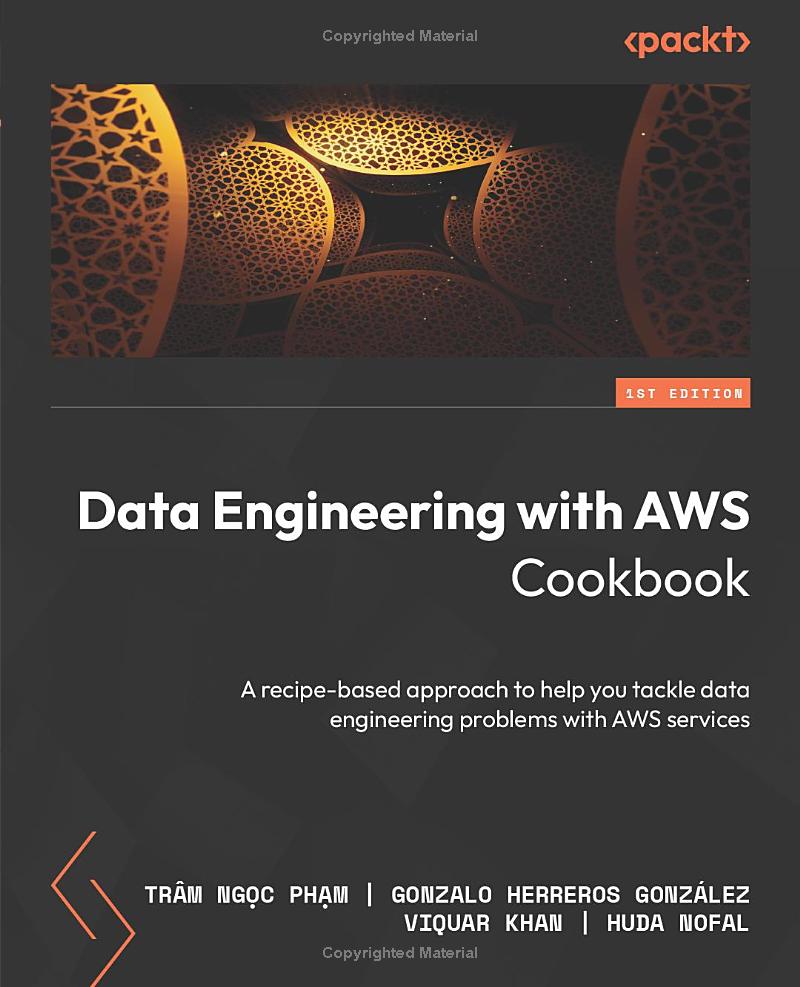 Copyrighted Material
<packt>
1ST EDITION
Data Engineering with AWS
Cookbook
A recipe-based approach to help you tackle data
engineering problems with AWS services
TRÂM NGỌC PHẠM | GONZALO HERREROS GONZÁLEZ
VIQUAR KHAN | HUDA NOFAL
Copyrighted Material